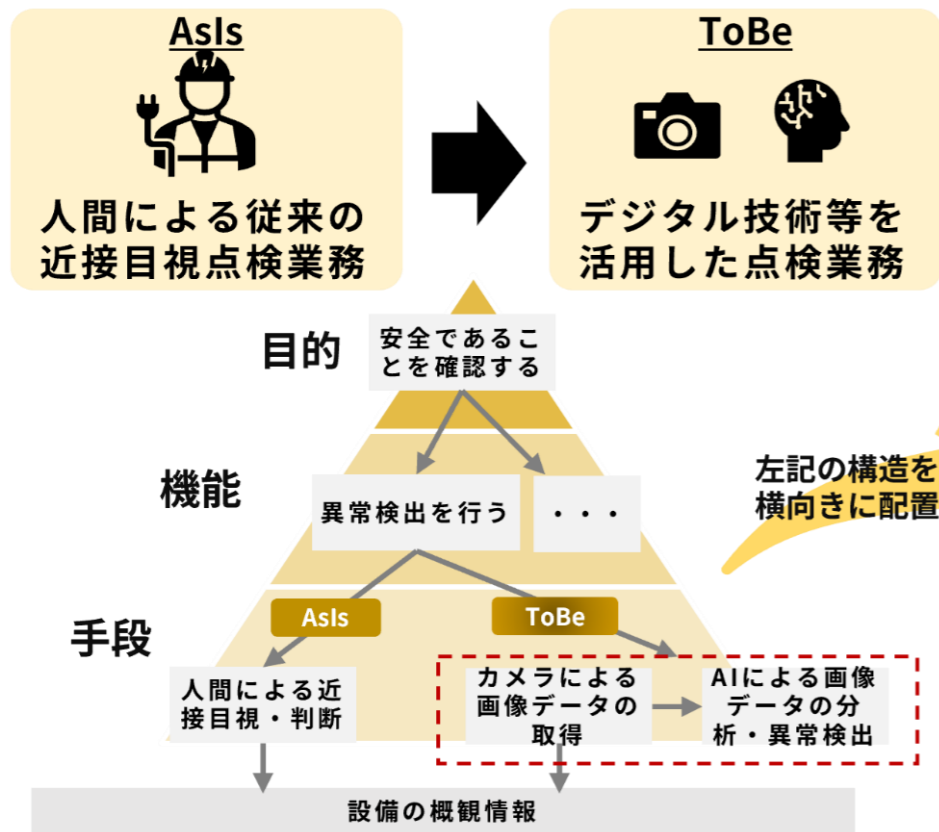 AsIs
人間による従来の
近接目視点検業務
ToBe
デジタル技術等を
活用した点検業務
目的
安全であるこ
とを確認する
機能
異常検出を行う
・・・
左記の構造を
横向きに配置
手段
AsIs
ToBe
人間による近
接目視・判断
カメラによる
画像データの
取得
AIによる画像
データの分
析・異常検出
設備の概観情報